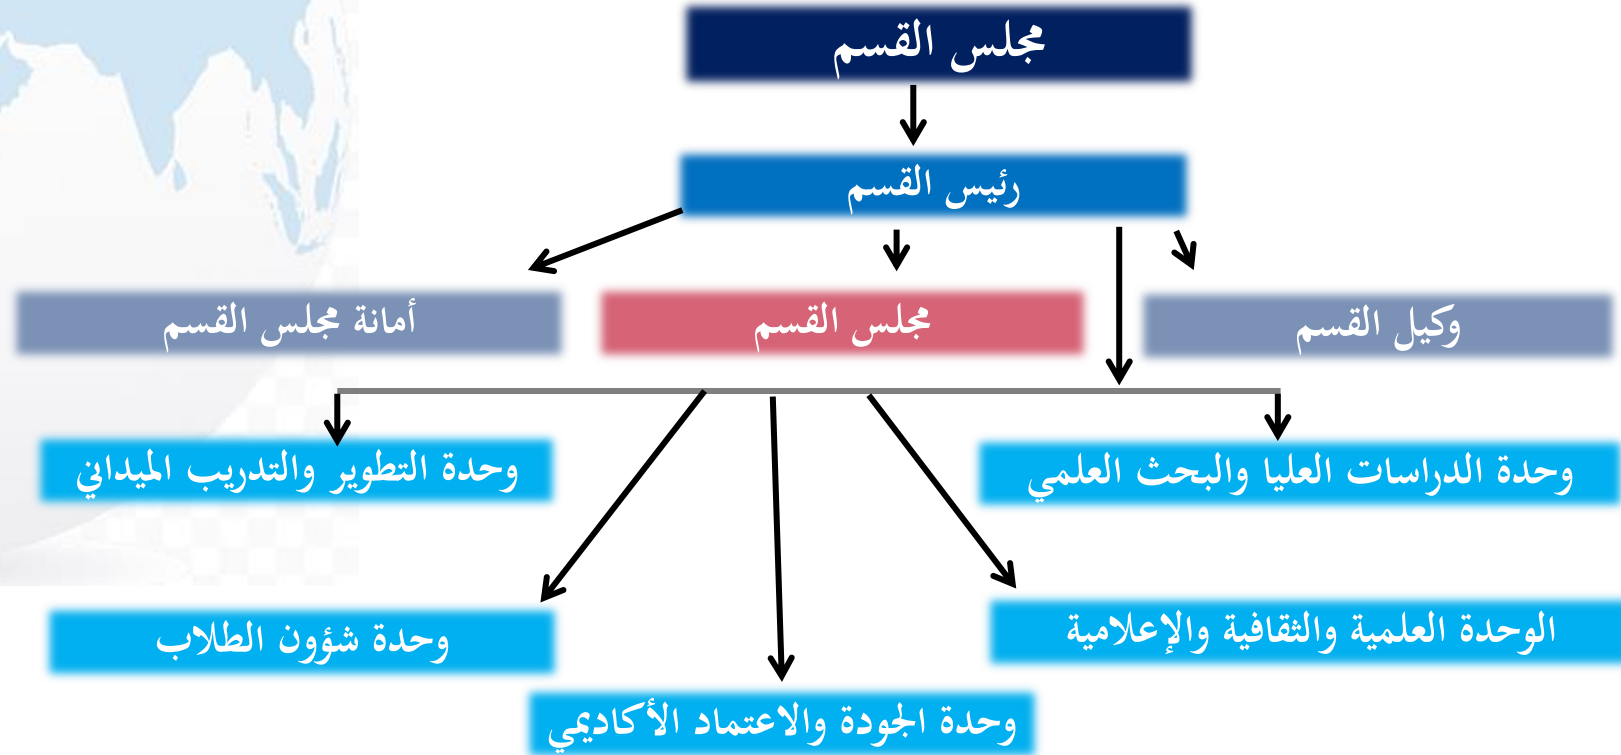 مجلس القسم
رئيس القسم
وكيل القسم
مجلس القسم
أمانة مجلس القسم
وحدة الدراسات العليا والبحث العلمي
وحدة التطوير والتدريب الميداني
الوحدة العلمية والثقافية والإعلامية
وحدة شؤون الطلاب
وحدة الجودة والاعتماد الأكاديمي